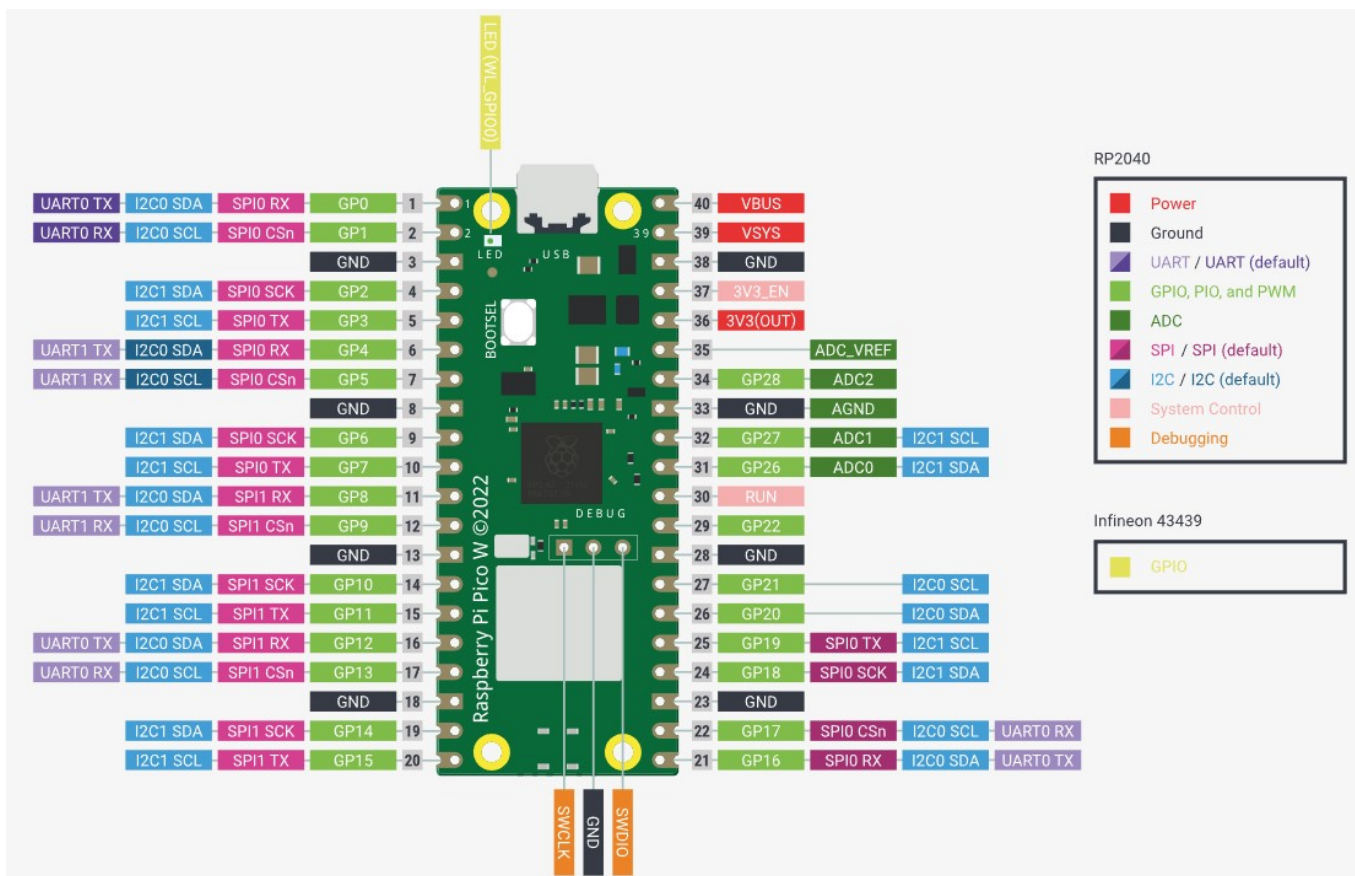 LED (WL_GPIO0)
UART0 TX I2C0 SDA SPI0 RX GP0 1 1 40 VBUS
UART0 RX I2C0 SCL SPI0 CSn GP1 2 2 39 39 VSYS
LED USB
GND 3 38 GND
I2C1 SDA SPI0 SCK GP2 4 37 3V3_EN
I2C1 SCL SPI0 TX GP3 5 BOOTSEL 36 3V3(OUT)
UART1 TX I2C0 SDA SPI0 RX GP4 6 35 ADC_VREF
UART1 RX I2C0 SCL SPI0 CSn GP5 7 34 GP28 ADC2
GND 8 33 GND AGND
I2C1 SDA SPI0 SCK GP6 9 32 GP27 ADC1 I2C1 SCL
I2C1 SCL SPI0 TX GP7 10 31 GP26 ADC0 I2C1 SDA
UART1 TX I2C0 SDA SPI1 RX GP8 11 30 RUN
DEBUG
UART1 RX I2C0 SCL SPI1 CSn GP9 12 29 GP22
GND 13 28 GND
I2C1 SDA SPI1 SCK GP10 14 27 GP21 I2C0 SCL
I2C1 SCL SPI1 TX GP11 15 26 GP20 I2C0 SDA
UART0 TX I2C0 SDA SPI1 RX GP12 16 25 GP19 SPI0 TX I2C1 SCL
UART0 RX I2C0 SCL SPI1 CSn GP13 17 24 GP18 SPI0 SCK I2C1 SDA
GND 18 23 GND
I2C1 SDA SPI1 SCK GP14 19 22 GP17 SPI0 CSn I2C0 SCL UART0 RX
I2C1 SCL SPI1 TX GP15 20 21 GP16 SPI0 RX I2C0 SDA UART0 TX
Raspberry Pi Pico W ©2022
SWCLK
GND
SWDIO
RP2040
Power
Ground
UART / UART (default)
GPIO, PIO, and PWM
ADC
SPI / SPI (default)
I2C / I2C (default)
System Control
Debugging
Infineon 43439
GPIO